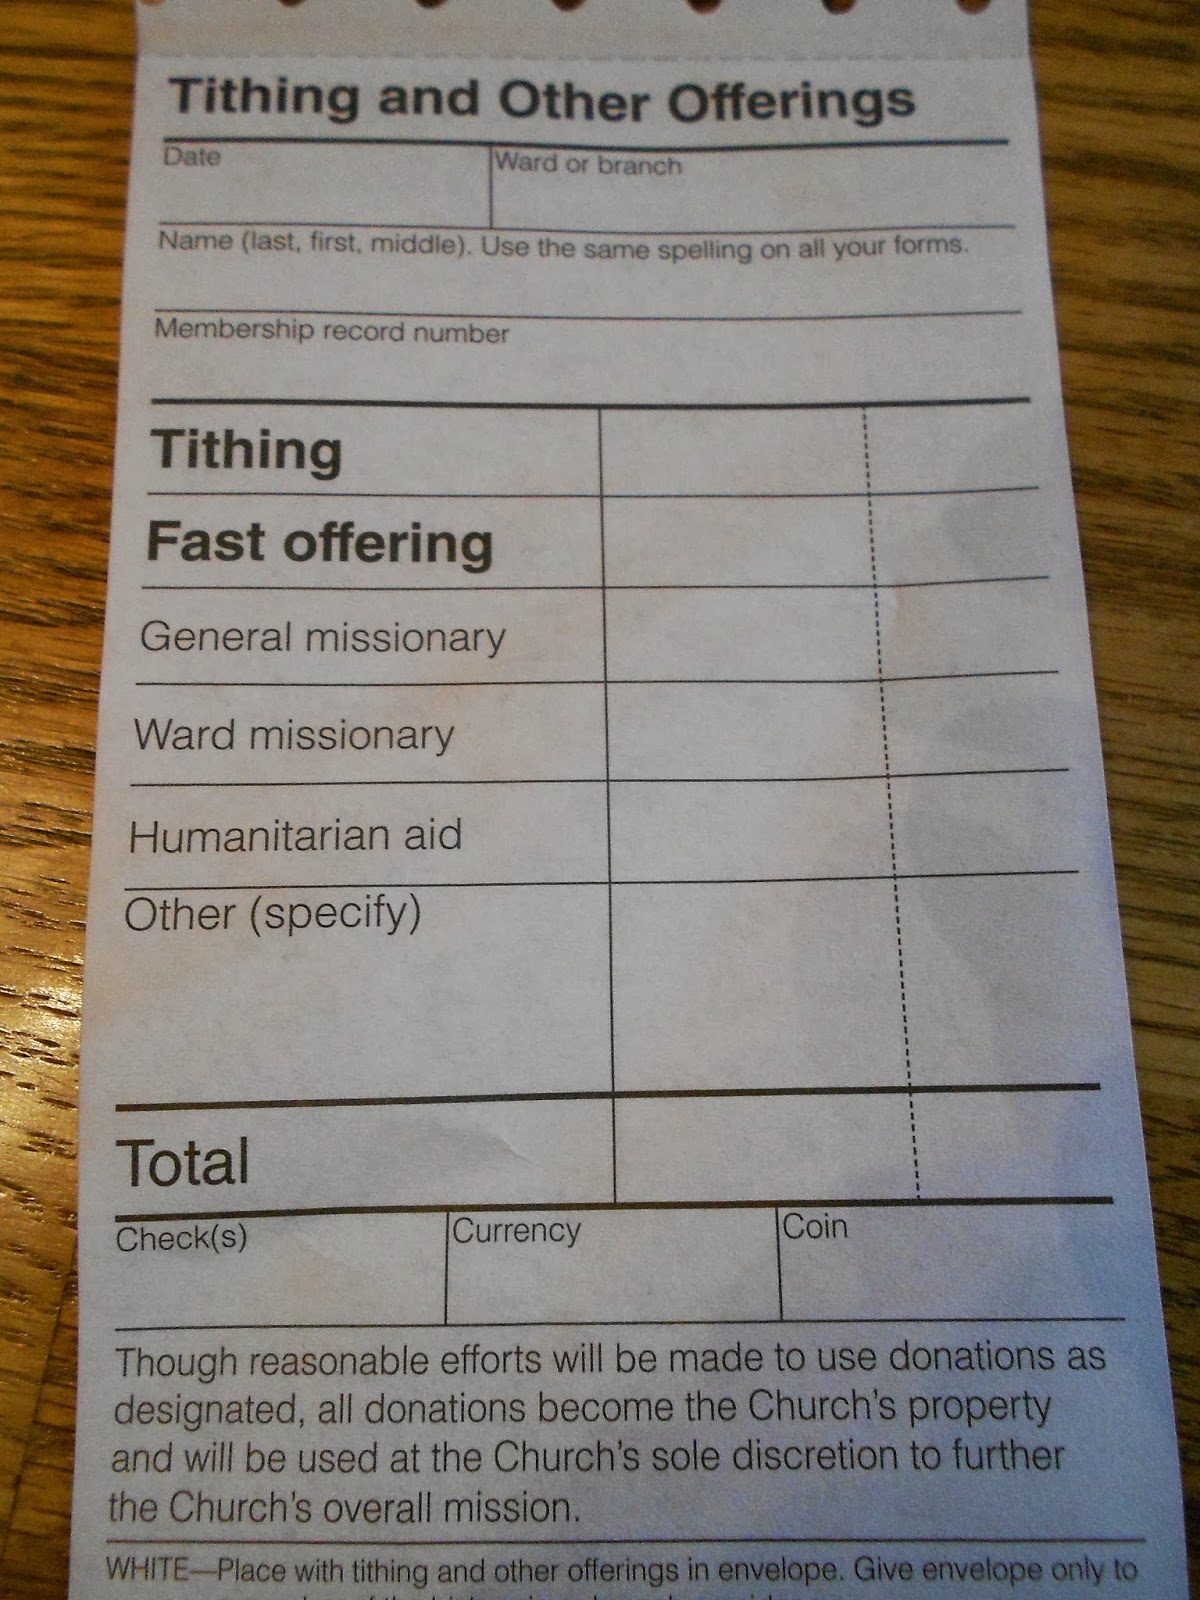 Tithing and Other Offerings
Date Ward or branch
Name (last, first, middle). Use the same spelling on all your forms.
Membership record number
Tithing
Fast offering
General missionary
Ward missionary
Humanitarian aid
Other (specify)
Total
Check(s) Currency Coin
Though reasonable efforts will be made to use donations as
designated, all donations become the Church's property
and will be used at the Church's sole discretion to further
the Church's overall mission.
WHITE—Place with tithing and other offerings in envelope. Give envelope only to